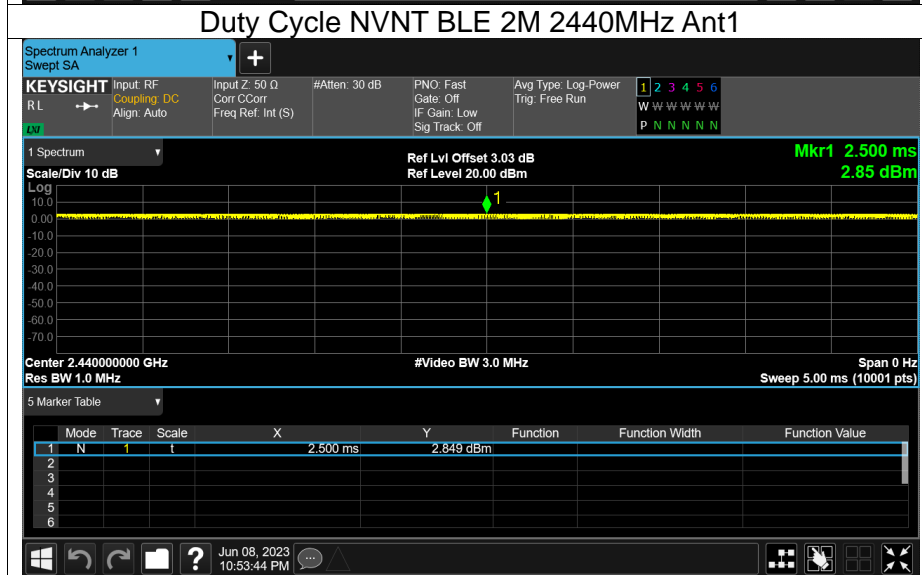 Duty Cycle NVNT BLE 2M 2440MHz Ant1
Spectrum Analyzer 1
Swept SA
+
KEYSIGHT Input: RF Input Z: 50 Ω #Atten: 30 dB PNO: Fast Avg Type: Log-Power 1 2 3 4 5 6
R L Coupling: DC Corr CCorr Gate: Off Trig: Free Run W W W W W W
Align: Auto Freq Ref: Int (S) IF Gain: Low
LXI Sig Track: Off P N N N N N
1 Spectrum Ref Lvl Offset 3.03 dB Mkr1 2.500 ms
Scale/Div 10 dB Ref Level 20.00 dBm 2.85 dBm
Log
10.0
1
0.00
-10.0
-20.0
-30.0
-40.0
-50.0
-60.0
-70.0
Center 2.440000000 GHz #Video BW 3.0 MHz Span 0 Hz
Res BW 1.0 MHz Sweep 5.00 ms (10001 pts)
5 Marker Table
Mode Trace Scale X Y Function Function Width Function Value
1 N 1 t 2.500 ms 2.849 dBm
2
3
4
5
6
? Jun 08, 2023
10:53:44 PM